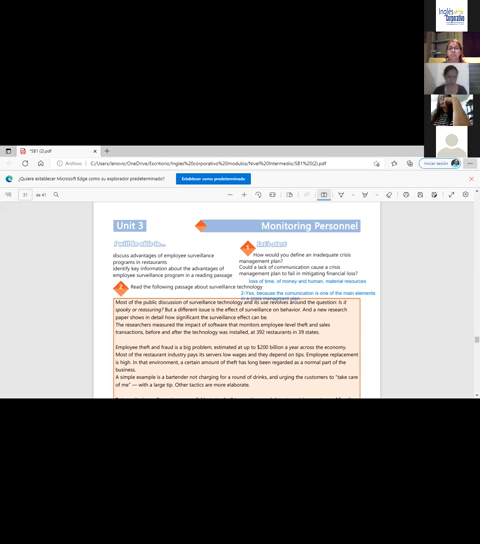 Inglés
Corporativo
*SB1 (2).pdf
Archivo
C:/Users/lenovo/OneDrive/Escritorio/Ingles%20corporativo%20modulos/Nivel%20Intermedio/SB1%20(2).pdf
Iniciar sesión
¿Quiere establecer Microsoft Edge como su explorador predeterminado?
Establecer como predeterminado
31
de 41
Unit 3
Monitoring Personnel
I will be able to...
discuss advantages of employee surveillance
programs in restaurants
identify key information about the advantages of
employee surveillance program in a reading passage
1
Let's start
How would you define an inadequate crisis
management plan?
Could a lack of communication cause a crisis
management plan to fail in mitigating financial loss?
loss of time, of money and human, material resources
2-Yes, because the comunication is one of the main elements
in a crisis managment plan.
2
Read the following passage about surveillance technology
Most of the public discussion of surveillance technology and its use revolves around the question: Is it
spooky or reassuring? But a different issue is the effect of surveillance on behavior. And a new research
paper shows in detail how significant the surveillance effect can be.
The researchers measured the impact of software that monitors employee-level theft and sales
transactions, before and after the technology was installed, at 392 restaurants in 39 states.
Employee theft and fraud is a big problem, estimated at up to $200 billion a year across the economy.
Most of the restaurant industry pays its servers low wages and they depend on tips. Employee replacement
is high. In that environment, a certain amount of theft has long been regarded as a normal part of the
business.
A simple example is a bartender not charging for a round of drinks, and urging the customers to "take care
of me" — with a large tip. Other tactics are more elaborate.